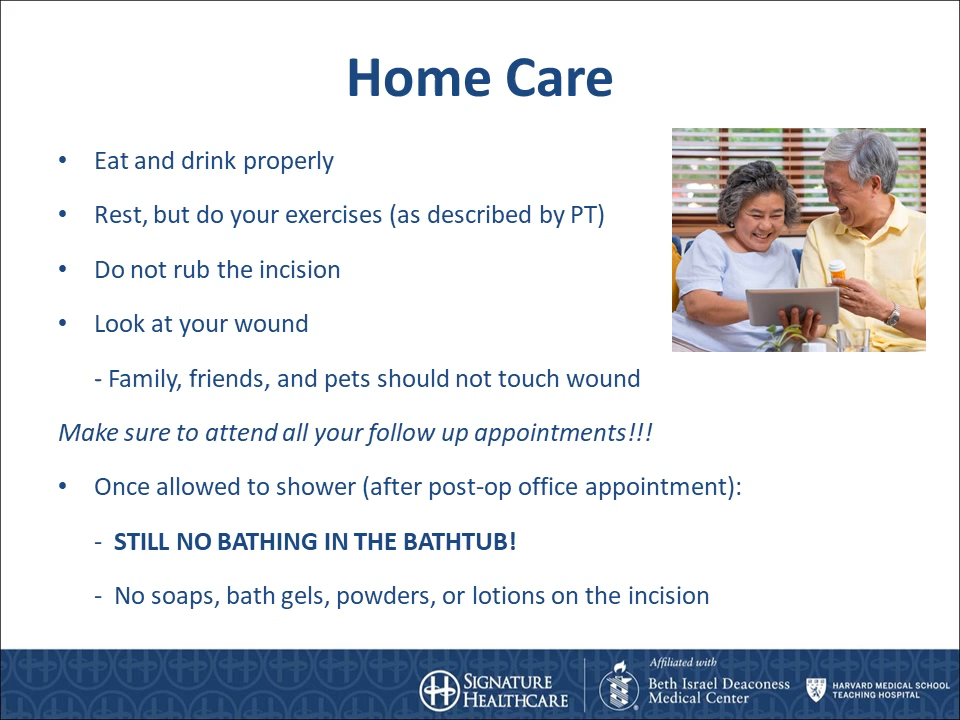 Home Care
• Eat and drink properly
• Rest, but do your exercises (as described by PT)
• Do not rub the incision
• Look at your wound
- Family, friends, and pets should not touch wound
Make sure to attend all your follow up appointments!!!
• Once allowed to shower (after post-op office appointment):
- STILL NO BATHING IN THE BATHTUB!
- No soaps, bath gels, powders, or lotions on the incision
SIGNATURE
HEALTHCARE
Affiliated with
Beth Israel Deaconess
Medical Center
HARVARD MEDICAL SCHOOL
TEACHING HOSPITAL